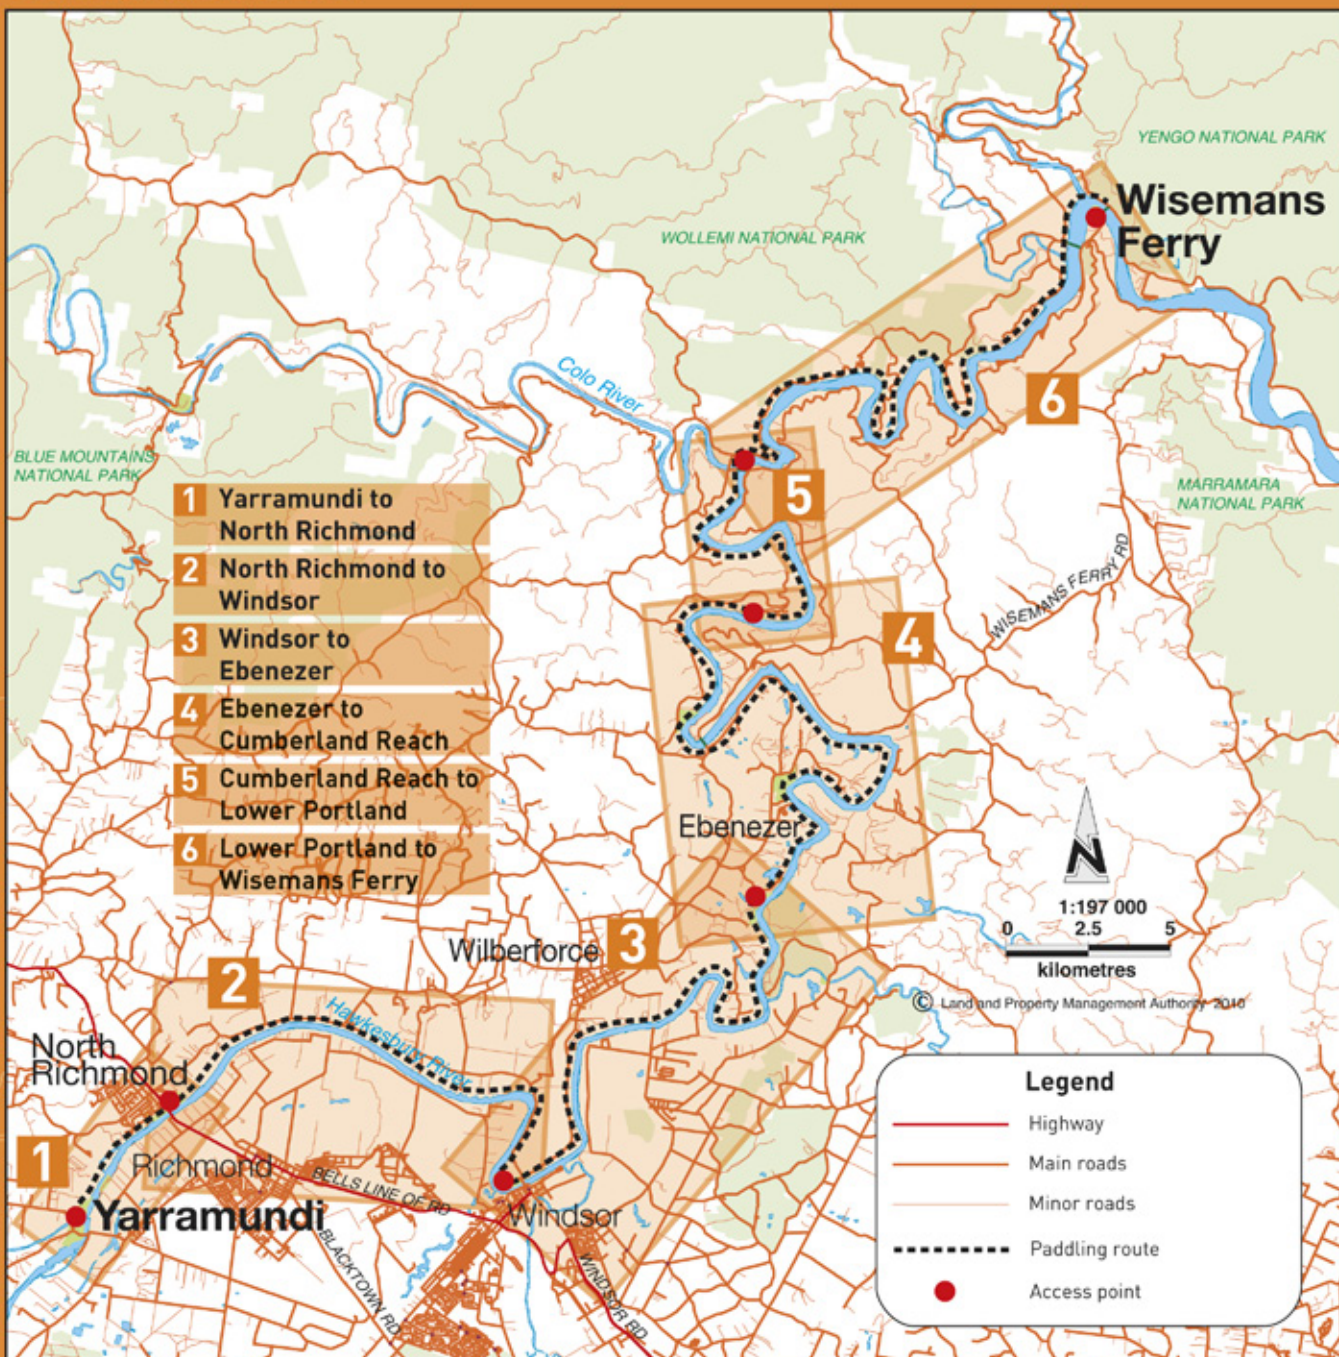 YENGO NATIONAL PARK
Wisemans
Ferry
WOLLEMI NATIONAL PARK
Colo River
6
BLUE MOUNTAINS
NATIONAL PARK
5
MARRAMARA
NATIONAL PARK
1 Yarramundi to
North Richmond
2 North Richmond to
Windsor
3 Windsor to
Ebenezer
4 Ebenezer to
Cumberland Reach
5 Cumberland Reach to
Lower Portland
6 Lower Portland to
Wisemans Ferry
WISEMANS FERRY RD
4
Ebenezer
N
1:197 000
0 2.5 5
kilometres
© Land and Property Management Authority 2010
3
Wilberforce
2
Hawkesbury River
North
Richmond
1
Richmond
BELLS LINE OF RD
Yarramundi
Windsor
BLACKTOWN RD
WINDSOR RD
Legend
Highway
Main roads
Minor roads
Paddling route
Access point